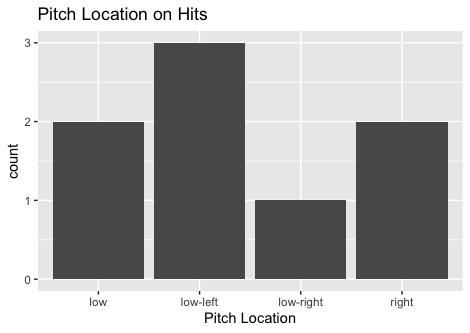 Pitch Location on Hits
count
3
2
1
0
low low-left low-right right
Pitch Location